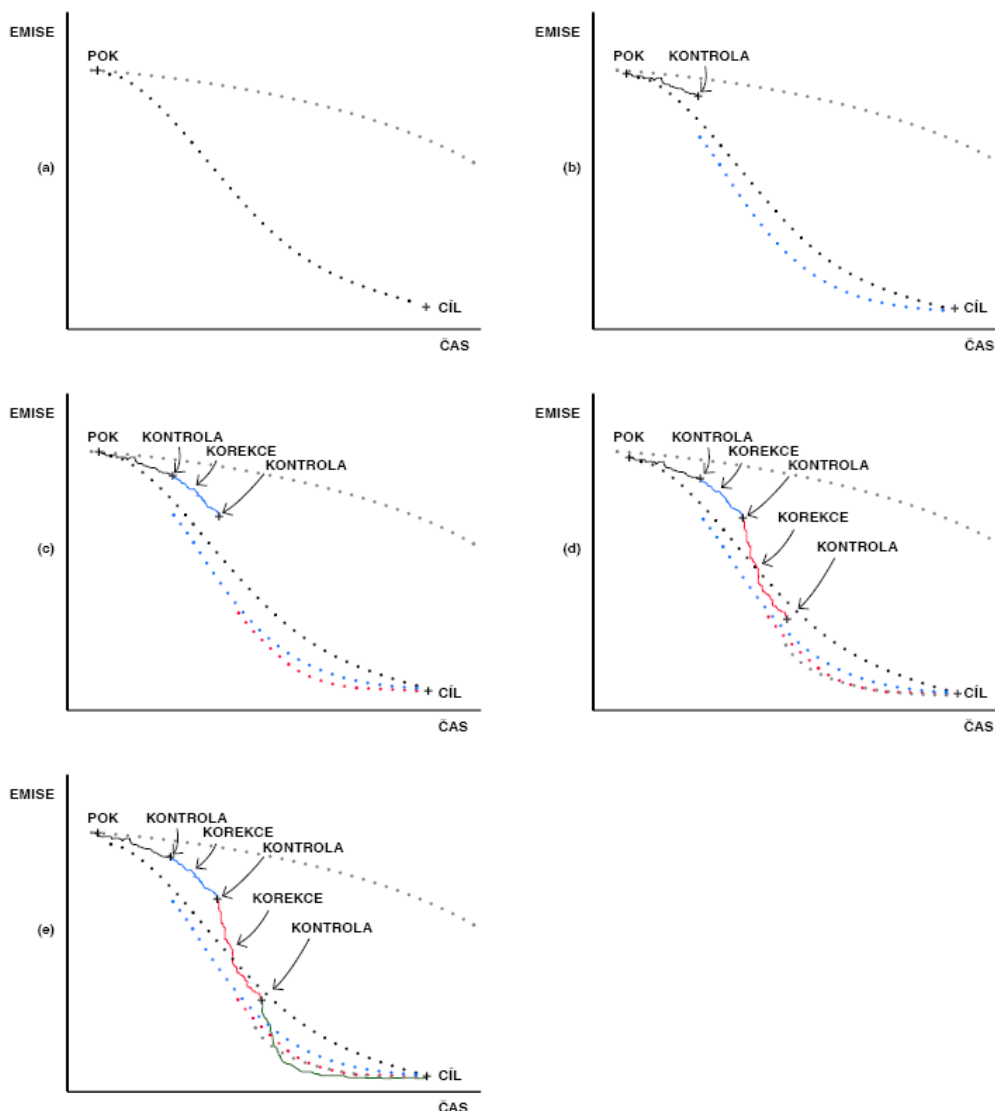 EMISE
POK
(a)
CÍL
ČAS
EMISE
POK
KONTROLA
(b)
CÍL
ČAS
EMISE
POK
KONTROLA
KOREKCE
KONTROLA
(c)
CÍL
ČAS
EMISE
POK
KONTROLA
KOREKCE
KONTROLA
KOREKCE
KONTROLA
(d)
CÍL
ČAS
EMISE
POK
KONTROLA
KOREKCE
KONTROLA
KOREKCE
KONTROLA
(e)
CÍL
ČAS